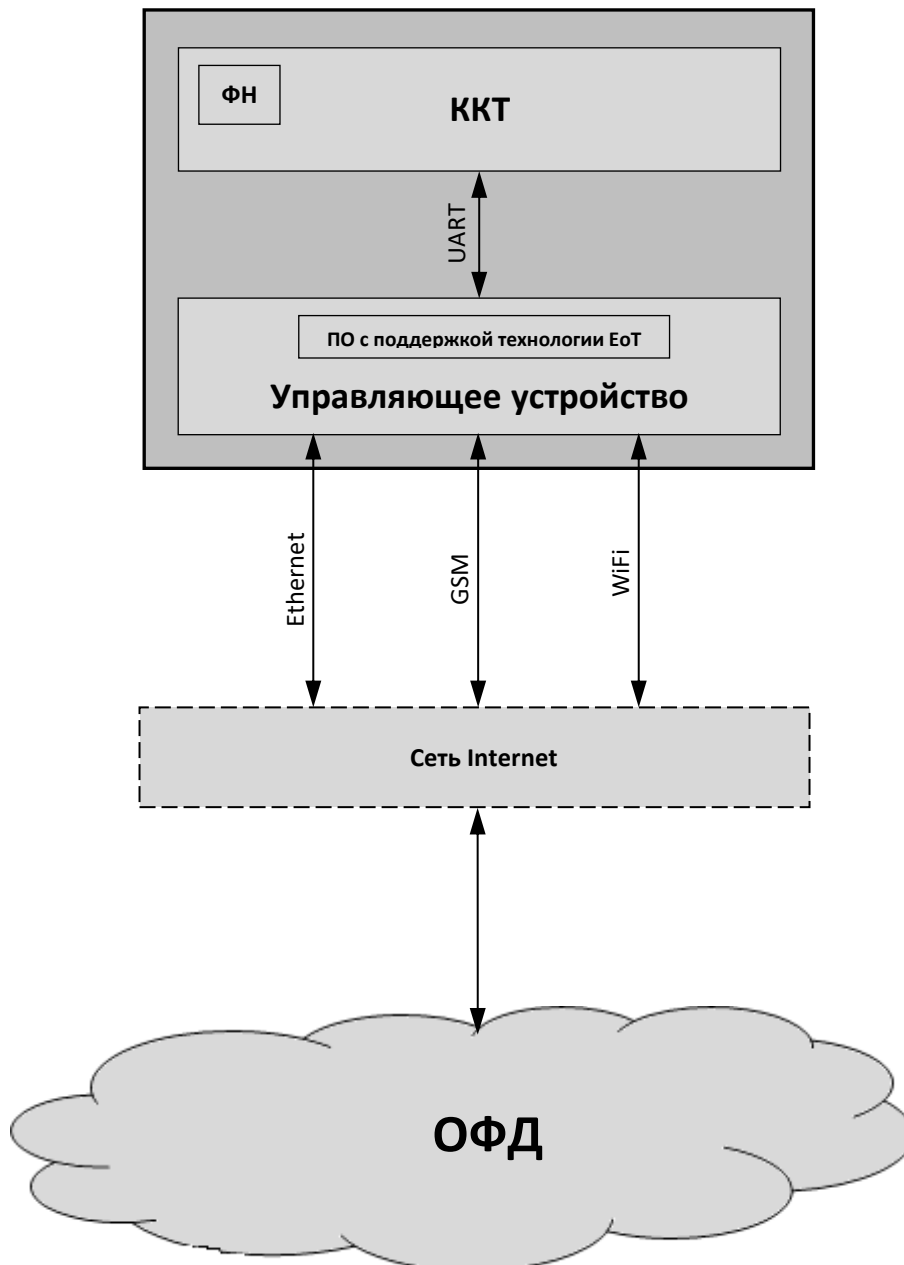 ФН
ККТ
UART
ПО с поддержкой технологии EoT
Управляющее устройство
Ethernet
GSM
WiFi
Сеть Internet
ОФД